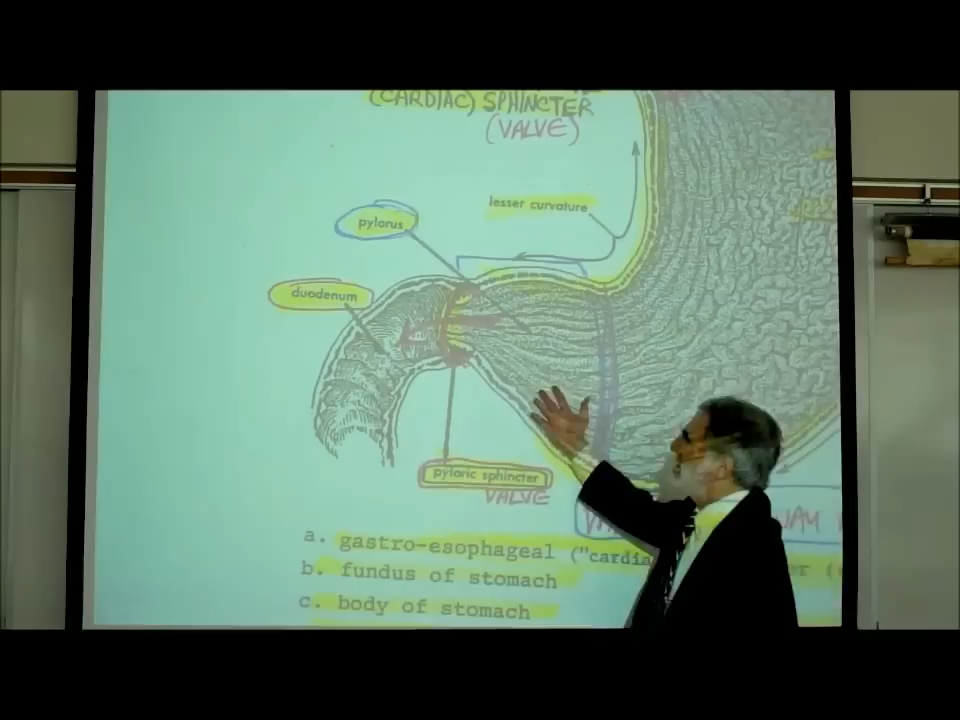 (CARDIAC) SPHINCTER
(VALVE)
lesser curvature
pylorus
duodenum
pyloric sphincter
VALVE
a. gastro-esophageal ("cardia
b. fundus of stomach
c. body of stomach